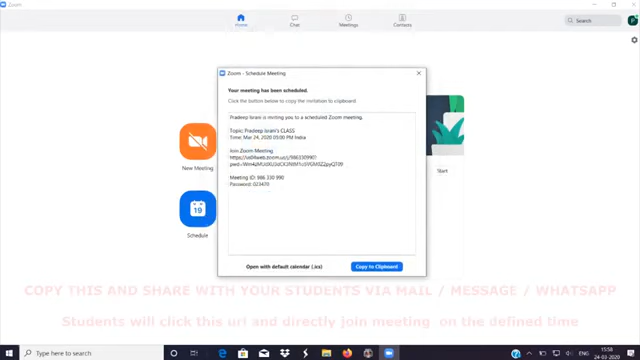 Zoom
Home
Chat
Meetings
Contacts
Search
P
New Meeting
19
Schedule
Start
Zoom - Schedule Meeting
Your meeting has been scheduled.
Click the button below to copy the invitation to clipboard
is inviting you to a scheduled Zoom meeting.
Topic: Pradeep CLASS
Time: Mar 24, 2020 05:00 PM India
Join Zoom Meeting
Meeting ID: 986 330 990
Password: 023470
Open with default calendar (.ics)
Copy to Clipboard
COPY THIS AND SHARE WITH YOUR STUDENTS VIA MAIL / MESSAGE / WHATSAPP
Students will click this url and directly join meeting on the defined time
Type here to search
15:58
24-03-2020